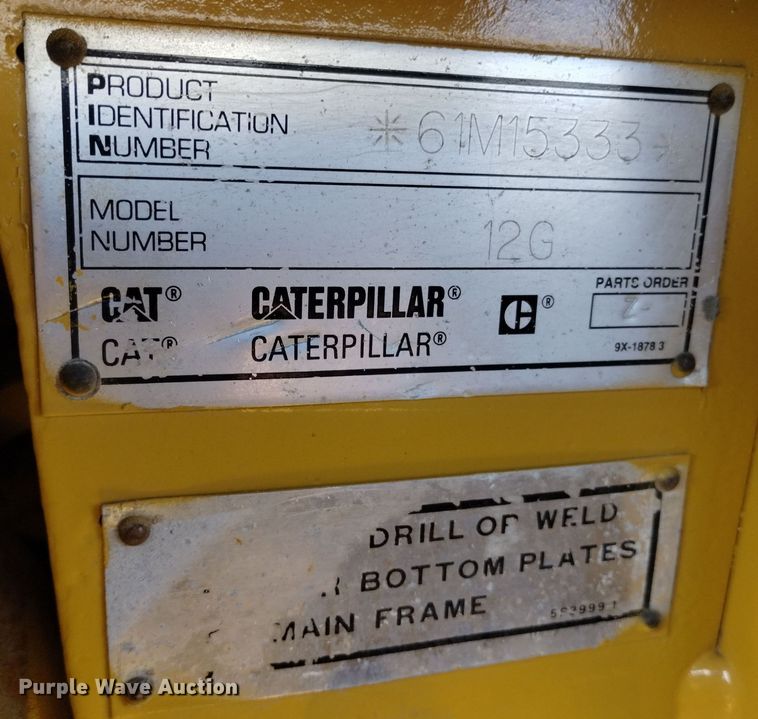 PRODUCT
IDENTIFICATION
NUMBER
*61M15333*
MODEL
NUMBER
12G
CAT® CATERPILLAR® ®
CAT® CATERPILLAR®
PARTS ORDER
9X-1878 3
DRILL OR WELD
BOTTOM PLATES
MAIN FRAME
Purple Wave Auction